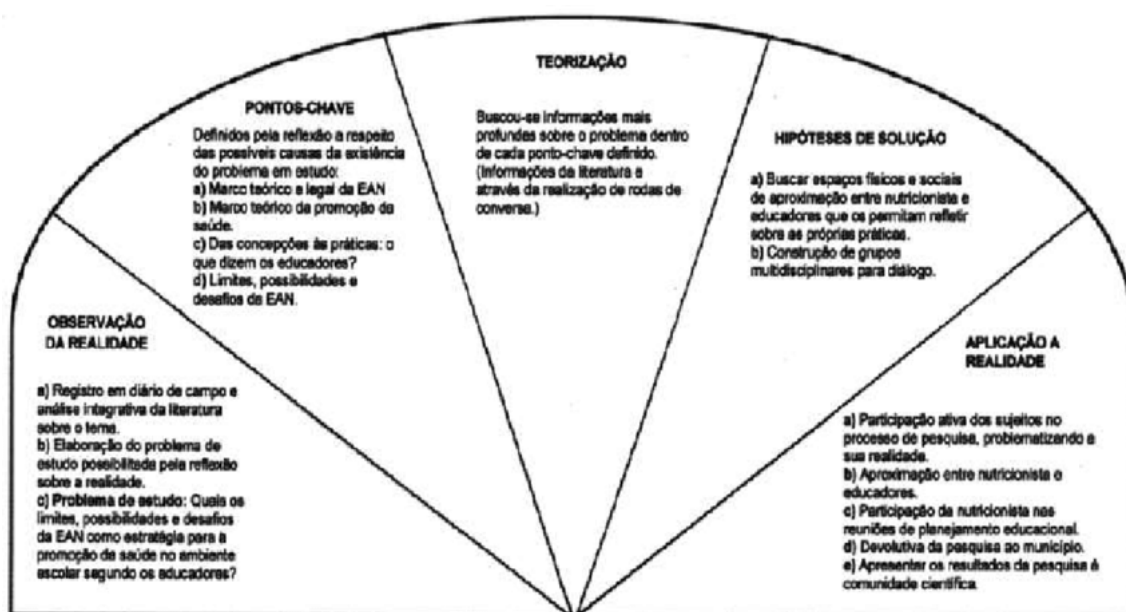 OBSERVAÇÃO
DA REALIDADE
a) Registro em diário de campo e
análise integrativa da literatura
sobre o tema.
b) Elaboração do problema de
estudo possibilitada pela reflexão
sobre a realidade.
c) Problema de estudo: Quais os
limites, possibilidades e desafios
da EAN como estratégia para a
promoção da saúde no ambiente
escolar segundo os educadores?
PONTOS-CHAVE
Definidos pela reflexão a respeito
das possíveis causas da existência
do problema em estudo:
a) Marco teórico e legal da EAN
b) Marco teórico da promoção da
saúde.
c) Das concepções às práticas: o
que dizem os educadores?
d) Limites, possibilidades e
desafios da EAN.
TEORIZAÇÃO
Buscou-se informações mais
profundas sobre o problema dentro
de cada ponto-chave definido.
(Informações da literatura e
através da realização de rodas de
conversa.)
HIPÓTESES DE SOLUÇÃO
a) Buscar espaços físicos e sociais
de aproximação entre nutricionista e
educadores que os permitam refletir
sobre as próprias práticas.
b) Construção de grupos
multidisciplinares para diálogo.
APLICAÇÃO A
REALIDADE
a) Participação ativa dos sujeitos no
processo de pesquisa, problematizando a
sua realidade.
b) Aproximação entre nutricionista e
educadores.
c) Participação da nutricionista nas
reuniões de planejamento educacional.
d) Devolutiva da pesquisa ao município.
e) Apresentar os resultados da pesquisa à
comunidade científica